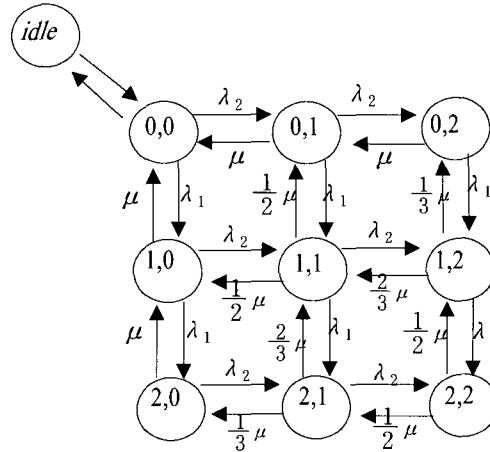 idle
λ₂ λ₂
0,0 0,1 0,2
μ μ
μ λ₁ 1/2 μ λ₁ 1/3 μ λ₁
λ₂ λ₂
1,0 1,1 1,2
1/2 μ 2/3 μ
μ λ₁ 2/3 μ λ₁ 1/2 μ λ
λ₂ λ₂
2,0 2,1 2,2
1/3 μ 1/2 μ